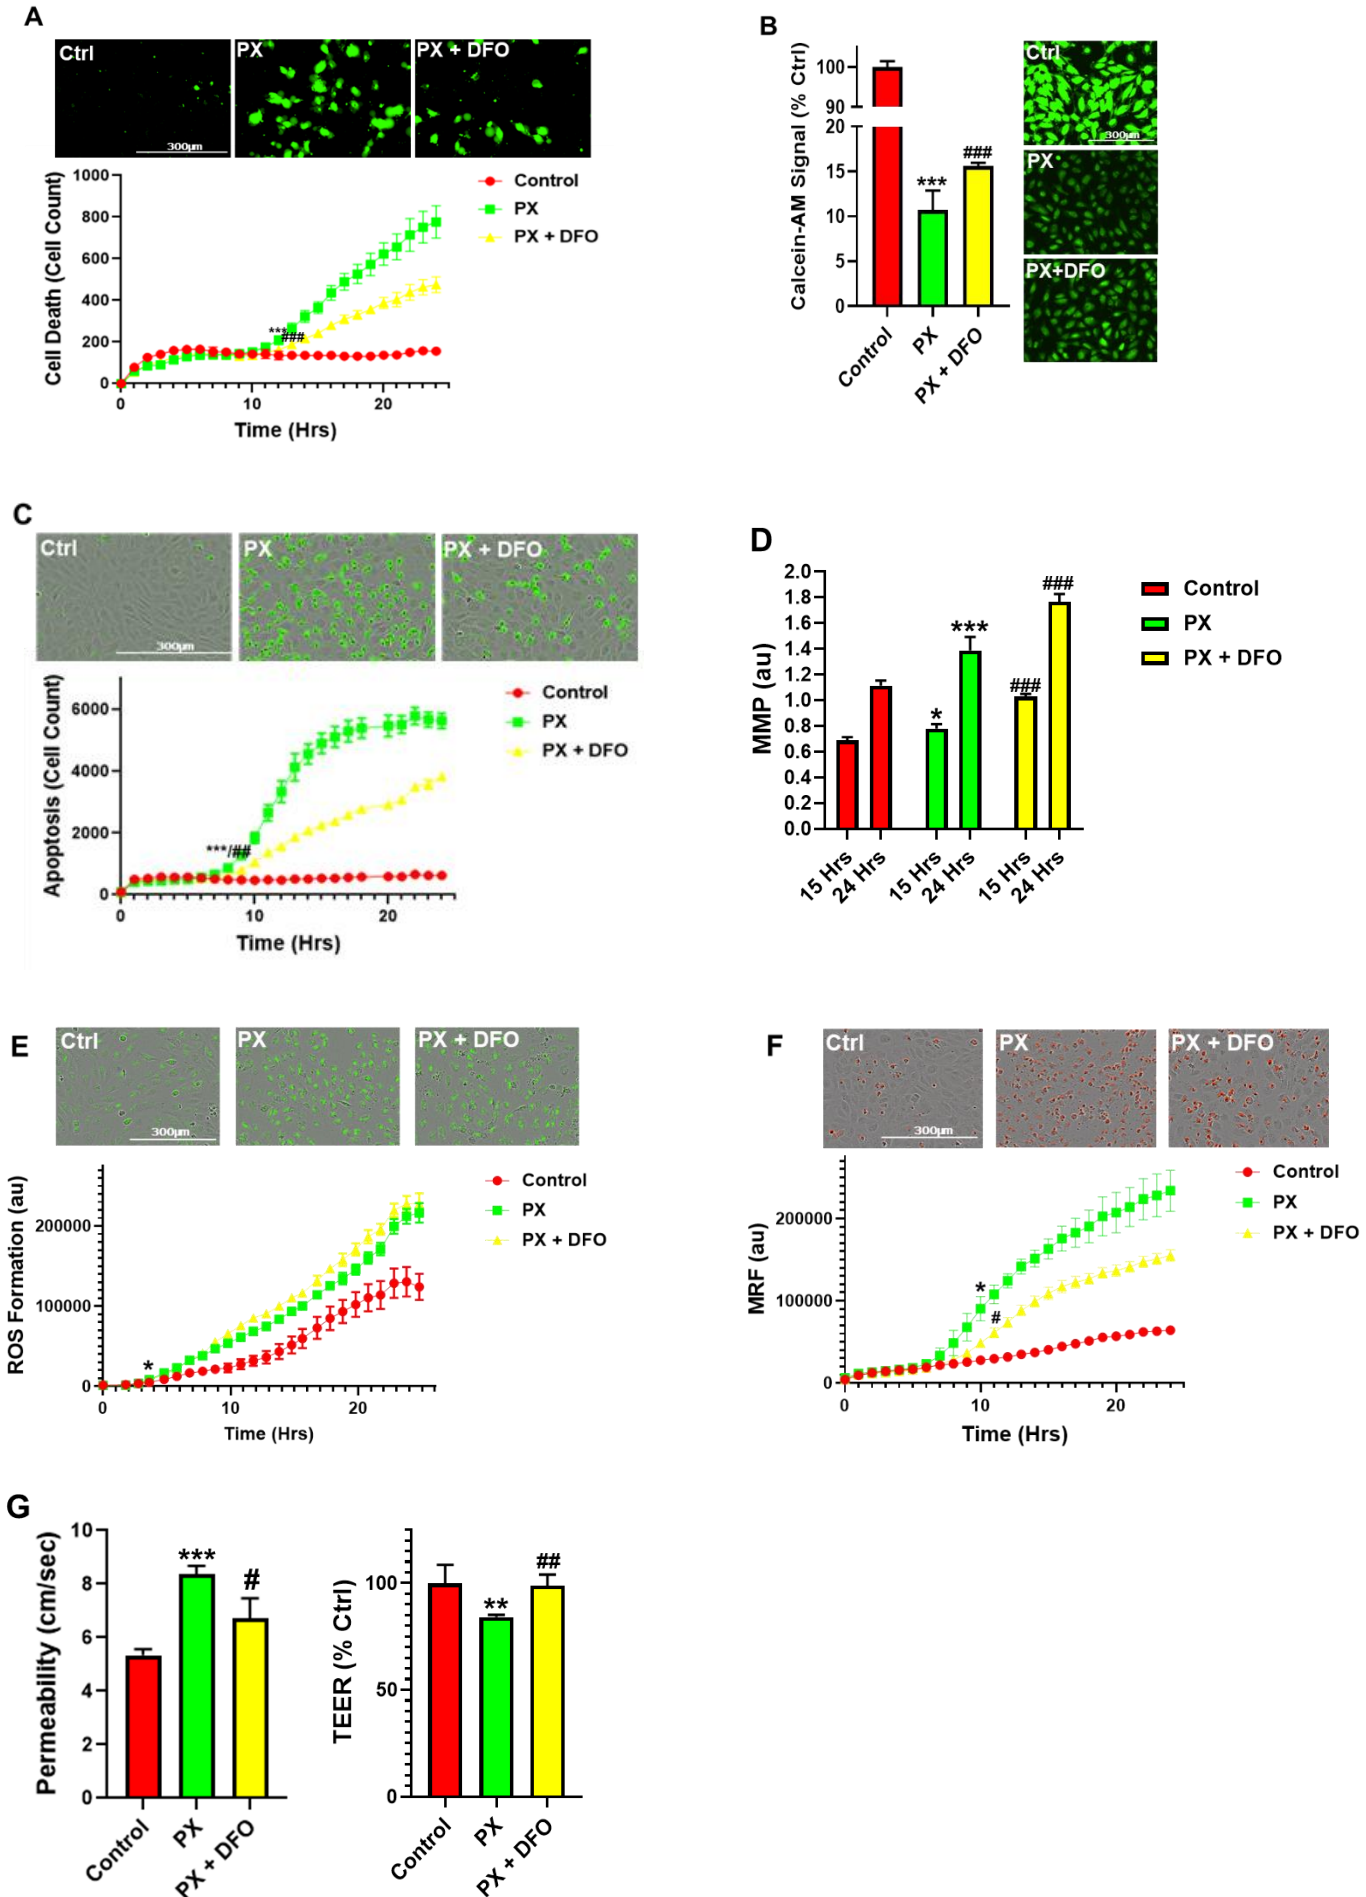 A
Ctrl
PX
PX + DFO
300µm
Cell Death (Cell Count)
1000
800
600
400
200
0
***
###
0
10
20
Time (Hrs)
Control
PX
PX + DFO
B
Calcein-AM Signal (% Ctrl)
100
90
20
15
10
5
0
***
###
Control
PX
PX + DFO
Ctrl
300µm
PX
PX+DFO
C
Ctrl
PX
PX + DFO
300µm
Apoptosis (Cell Count)
6000
4000
2000
0
***/##
0
10
20
Time (Hrs)
Control
PX
PX + DFO
D
MMP (au)
2.0
1.8
1.6
1.4
1.2
1.0
0.8
0.6
0.4
0.2
0.0
*
***
###
###
15 Hrs
24 Hrs
15 Hrs
24 Hrs
15 Hrs
24 Hrs
Control
PX
PX + DFO
E
Ctrl
PX
PX + DFO
300µm
ROS Formation (au)
200000
100000
0
*
0
10
20
Time (Hrs)
Control
PX
PX + DFO
F
Ctrl
PX
PX + DFO
300µm
MRF (au)
200000
100000
0
*
#
0
10
20
Time (Hrs)
Control
PX
PX + DFO
G
Permeability (cm/sec)
10
8
6
4
2
0
***
#
Control
PX
PX + DFO
TEER (% Ctrl)
100
50
0
**
##
Control
PX
PX + DFO